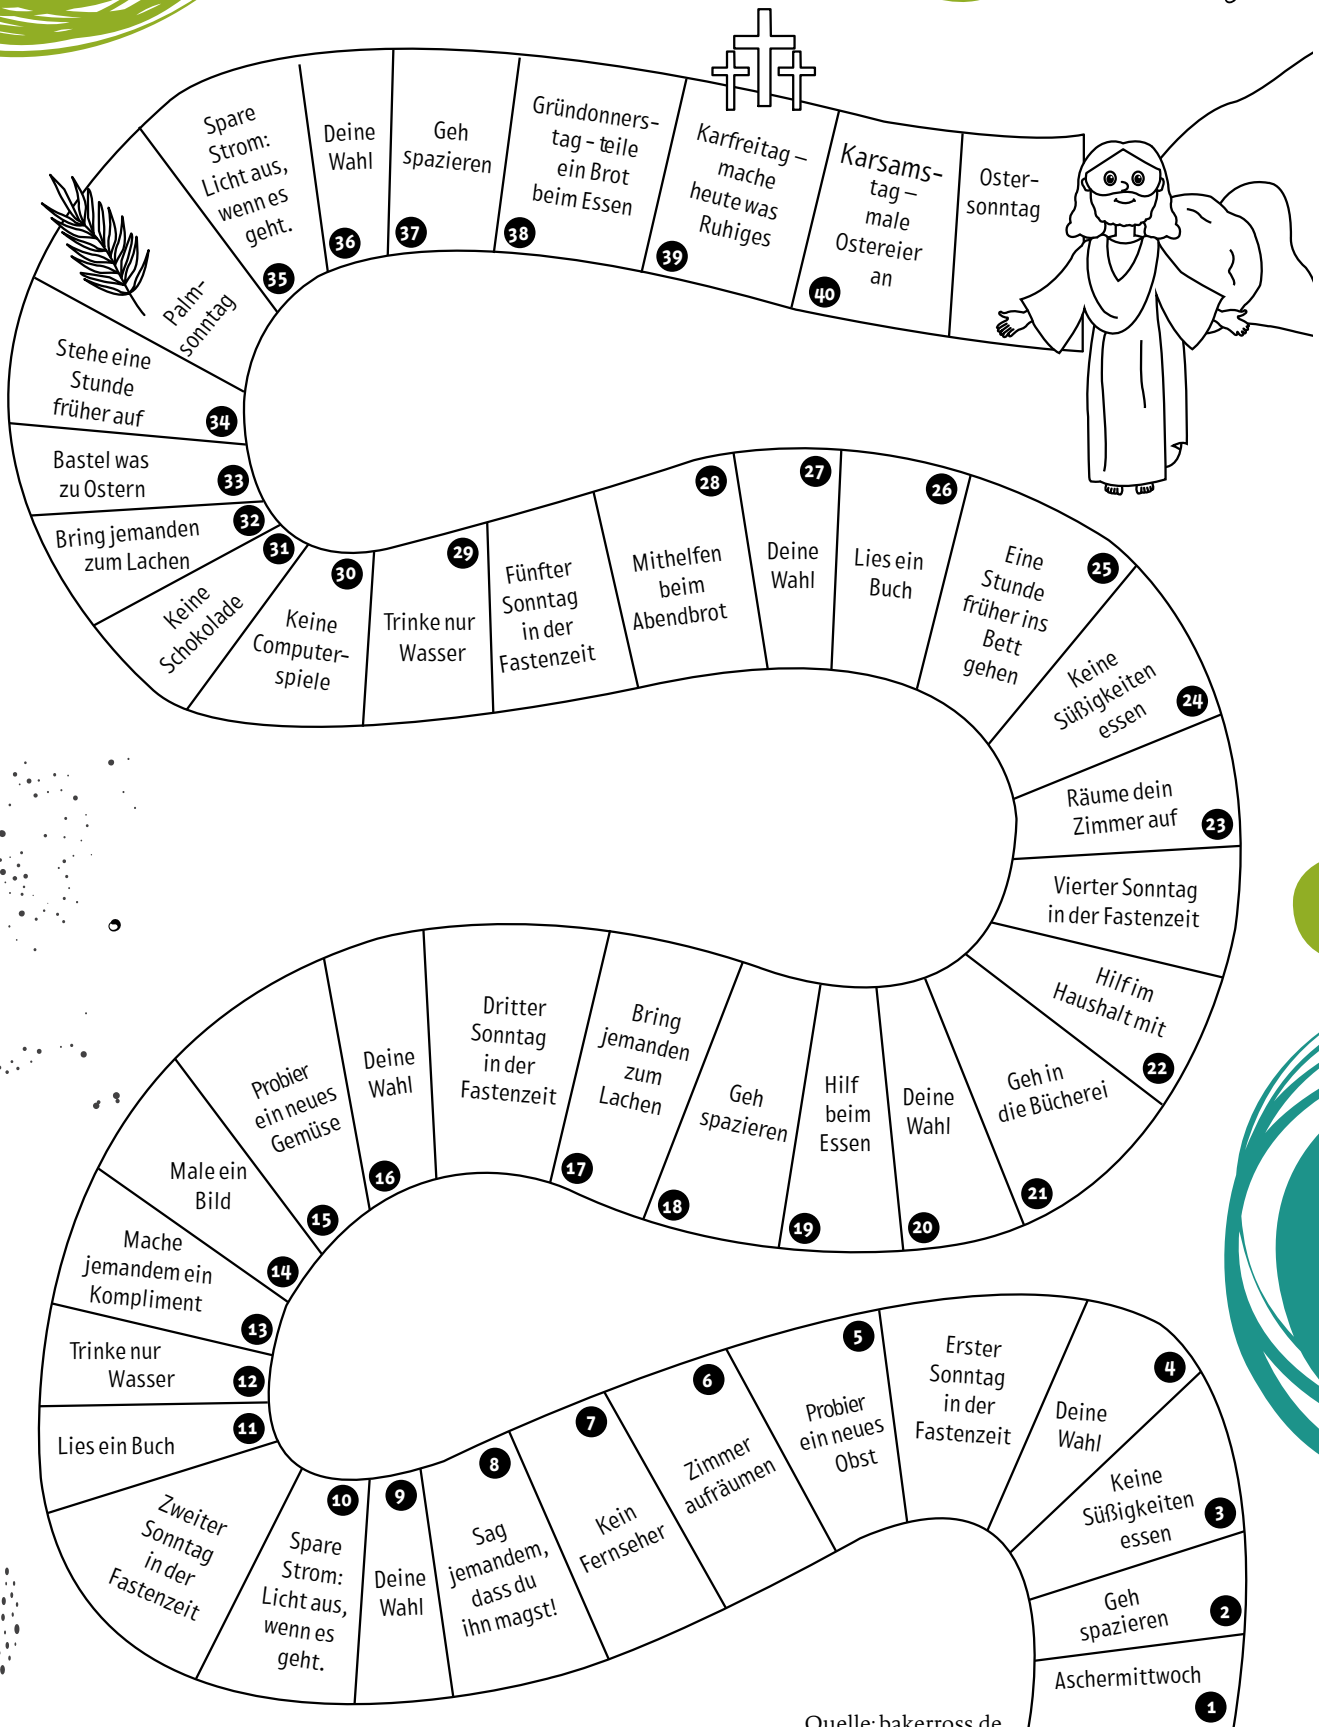 Spare
Strom:
Licht aus,
wenn es
geht.
35
Deine
Wahl
36
Geh
spazieren
37
Gründonners-
tag – teile
ein Brot
beim Essen
38
Karfreitag –
mache
heute was
Ruhiges
39
Karsams-
tag –
male
Ostereier
an
40
Oster-
sonntag
Palm-
sonntag
Stehe eine
Stunde
früher auf
34
Bastel was
zu Ostern
33
Bring jemanden
zum Lachen
32
Keine
Schokolade
31
Keine
Computer-
spiele
30
Trinke nur
Wasser
29
Fünfter
Sonntag
in der
Fastenzeit
Mithelfen
beim
Abendbrot
28
Deine
Wahl
27
Lies ein
Buch
26
Eine
Stunde
früher ins
Bett
gehen
25
Keine
Süßigkeiten
essen
24
Räume dein
Zimmer auf
23
Vierter Sonntag
in der Fastenzeit
Hilf im
Haushalt mit
22
Geh in
die Bücherei
21
Deine
Wahl
20
Hilf
beim
Essen
19
Geh
spazieren
18
Bring
jemanden
zum
Lachen
17
Dritter
Sonntag
in der
Fastenzeit
Deine
Wahl
16
Probier
ein neues
Gemüse
15
Male ein
Bild
14
Mache
jemandem ein
Kompliment
13
Trinke nur
Wasser
12
Lies ein Buch
11
Zweiter
Sonntag
in der
Fastenzeit
Spare
Strom:
Licht aus,
wenn es
geht.
10
Deine
Wahl
9
Sag
jemandem,
dass du
ihn magst!
8
Kein
Fernseher
7
Zimmer
aufräumen
6
Probier
ein neues
Obst
5
Erster
Sonntag
in der
Fastenzeit
Deine
Wahl
4
Keine
Süßigkeiten
essen
3
Geh
spazieren
2
Aschermittwoch
1
Quelle: bakerross.de